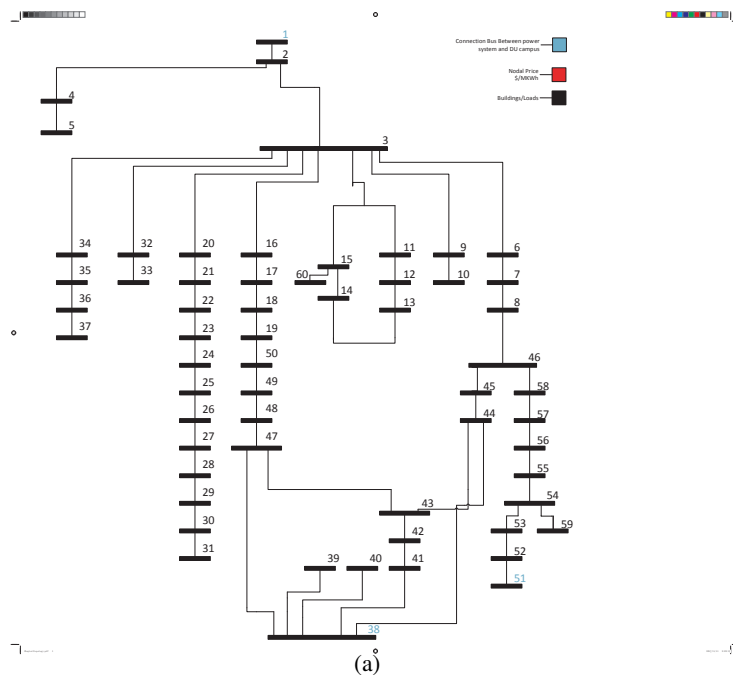 1
Connection Bus Between power
system and DU campus
2
Nodal Price
$/MKWh
4
Buildings/Loads
5
3
34 32 20 16 11 9 6
15
35 33 21 17 60 12 10 7
14
36 22 18 13 8
37 23 19
24 50 46
25 49 45 58
26 48 44 57
27 47 56
28 55
29 43 54
30 42 53 59
31 39 40 41 52
51
38
(a)